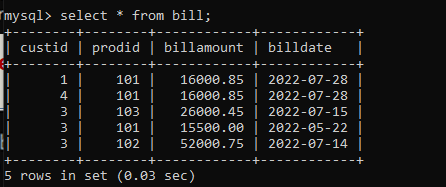 mysql> select * from bill;
+--------+--------+------------+------------+
| custid | prodid | billamount | billdate   |
+--------+--------+------------+------------+
|      1 |    101 |   16000.85 | 2022-07-28 |
|      4 |    101 |   16000.85 | 2022-07-28 |
|      3 |    103 |   26000.45 | 2022-07-15 |
|      3 |    101 |   15500.00 | 2022-05-22 |
|      3 |    102 |   52000.75 | 2022-07-14 |
+--------+--------+------------+------------+
5 rows in set (0.03 sec)